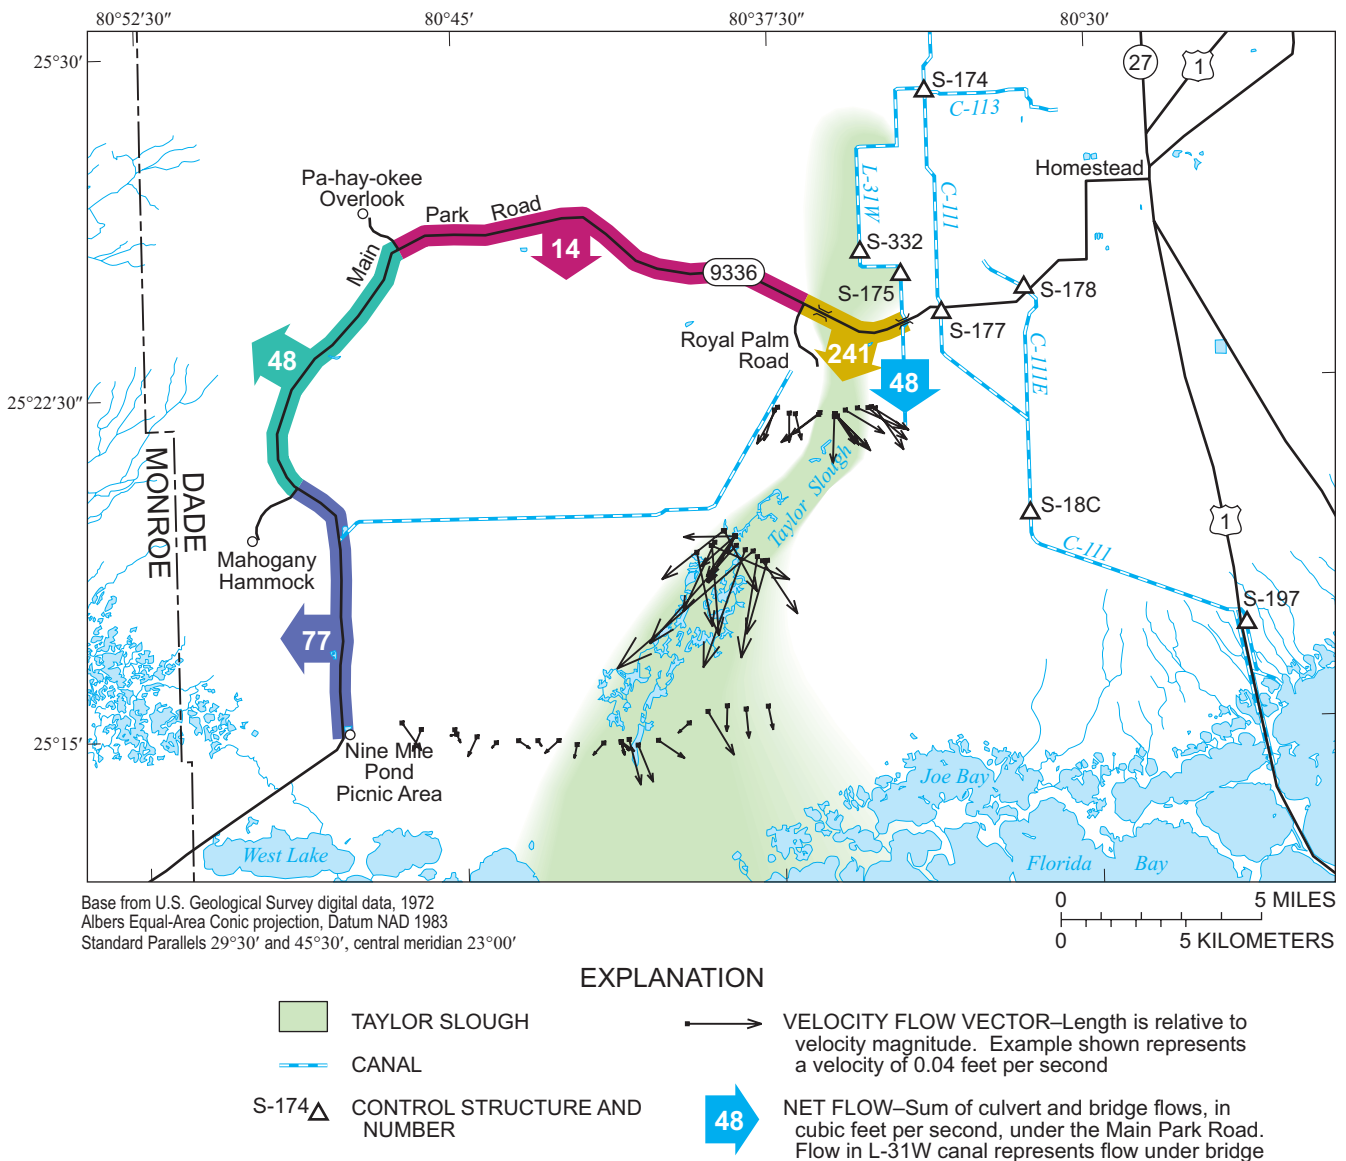 80°52'30"
80°45'
80°37'30"
80°30'
25°30'
27
1
S-174
C-113
Homestead
Pa-hay-okee
Overlook
Park
Road
L-31W
C-111
Main
14
S-332
9336
S-175
S-178
S-177
Royal Palm
Road
241
48
48
C-111E
25°22'30"
DADE
MONROE
Taylor Slough
S-18C
1
C-111
Mahogany
Hammock
S-197
77
25°15'
Nine Mile
Pond
Picnic Area
Joe Bay
West Lake
Florida Bay
Base from U.S. Geological Survey digital data, 1972
Albers Equal-Area Conic projection, Datum NAD 1983
Standard Parallels 29°30′ and 45°30′, central meridian 23°00′
0 5 MILES
0 5 KILOMETERS
EXPLANATION
TAYLOR SLOUGH
CANAL
S-174
CONTROL STRUCTURE AND
NUMBER
VELOCITY FLOW VECTOR–Length is relative to
velocity magnitude. Example shown represents
a velocity of 0.04 feet per second
48
NET FLOW–Sum of culvert and bridge flows, in
cubic feet per second, under the Main Park Road.
Flow in L-31W canal represents flow under bridge